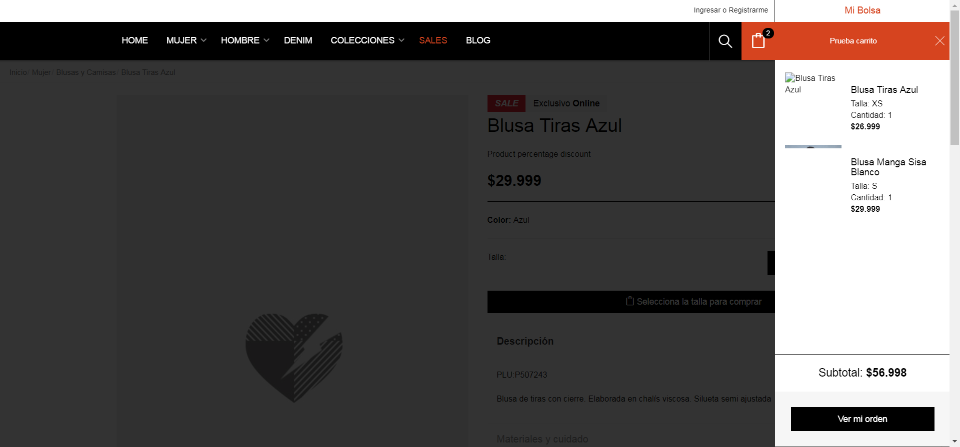 Ingresar o Registrarme
Mi Bolsa
HOME
MUJER
HOMBRE
DENIM
COLECCIONES
SALES
BLOG
2
Prueba carrito
Inicio Mujer Blusas y Camisas Blusa Tiras Azul
SALE
Exclusivo Online
Blusa Tiras Azul
Product percentage discount
$29.999
Color: Azul
Talla:
Selecciona la talla para comprar
Descripción
PLU:P507243
Blusa de tiras con cierre. Elaborada en challis viscosa. Silueta semi ajustada
Materiales y cuidado
Blusa Tiras
Azul
Blusa Tiras Azul
Talla: XS
Cantidad: 1
$26.999
Blusa Manga Sisa
Blanco
Talla: S
Cantidad: 1
$29.999
Subtotal: $56.998
Ver mi orden